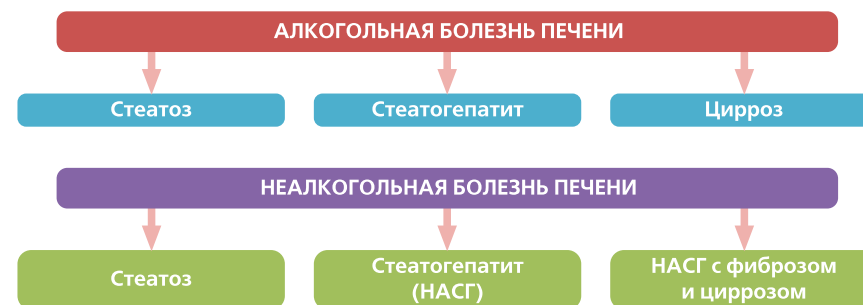 АЛКОГОЛЬНАЯ БОЛЕЗНЬ ПЕЧЕНИ
Стеатоз
Стеатогепатит
Цирроз
НЕАЛКОГОЛЬНАЯ БОЛЕЗНЬ ПЕЧЕНИ
Стеатоз
Стеатогепатит
(НАСГ)
НАСГ с фиброзом
и циррозом